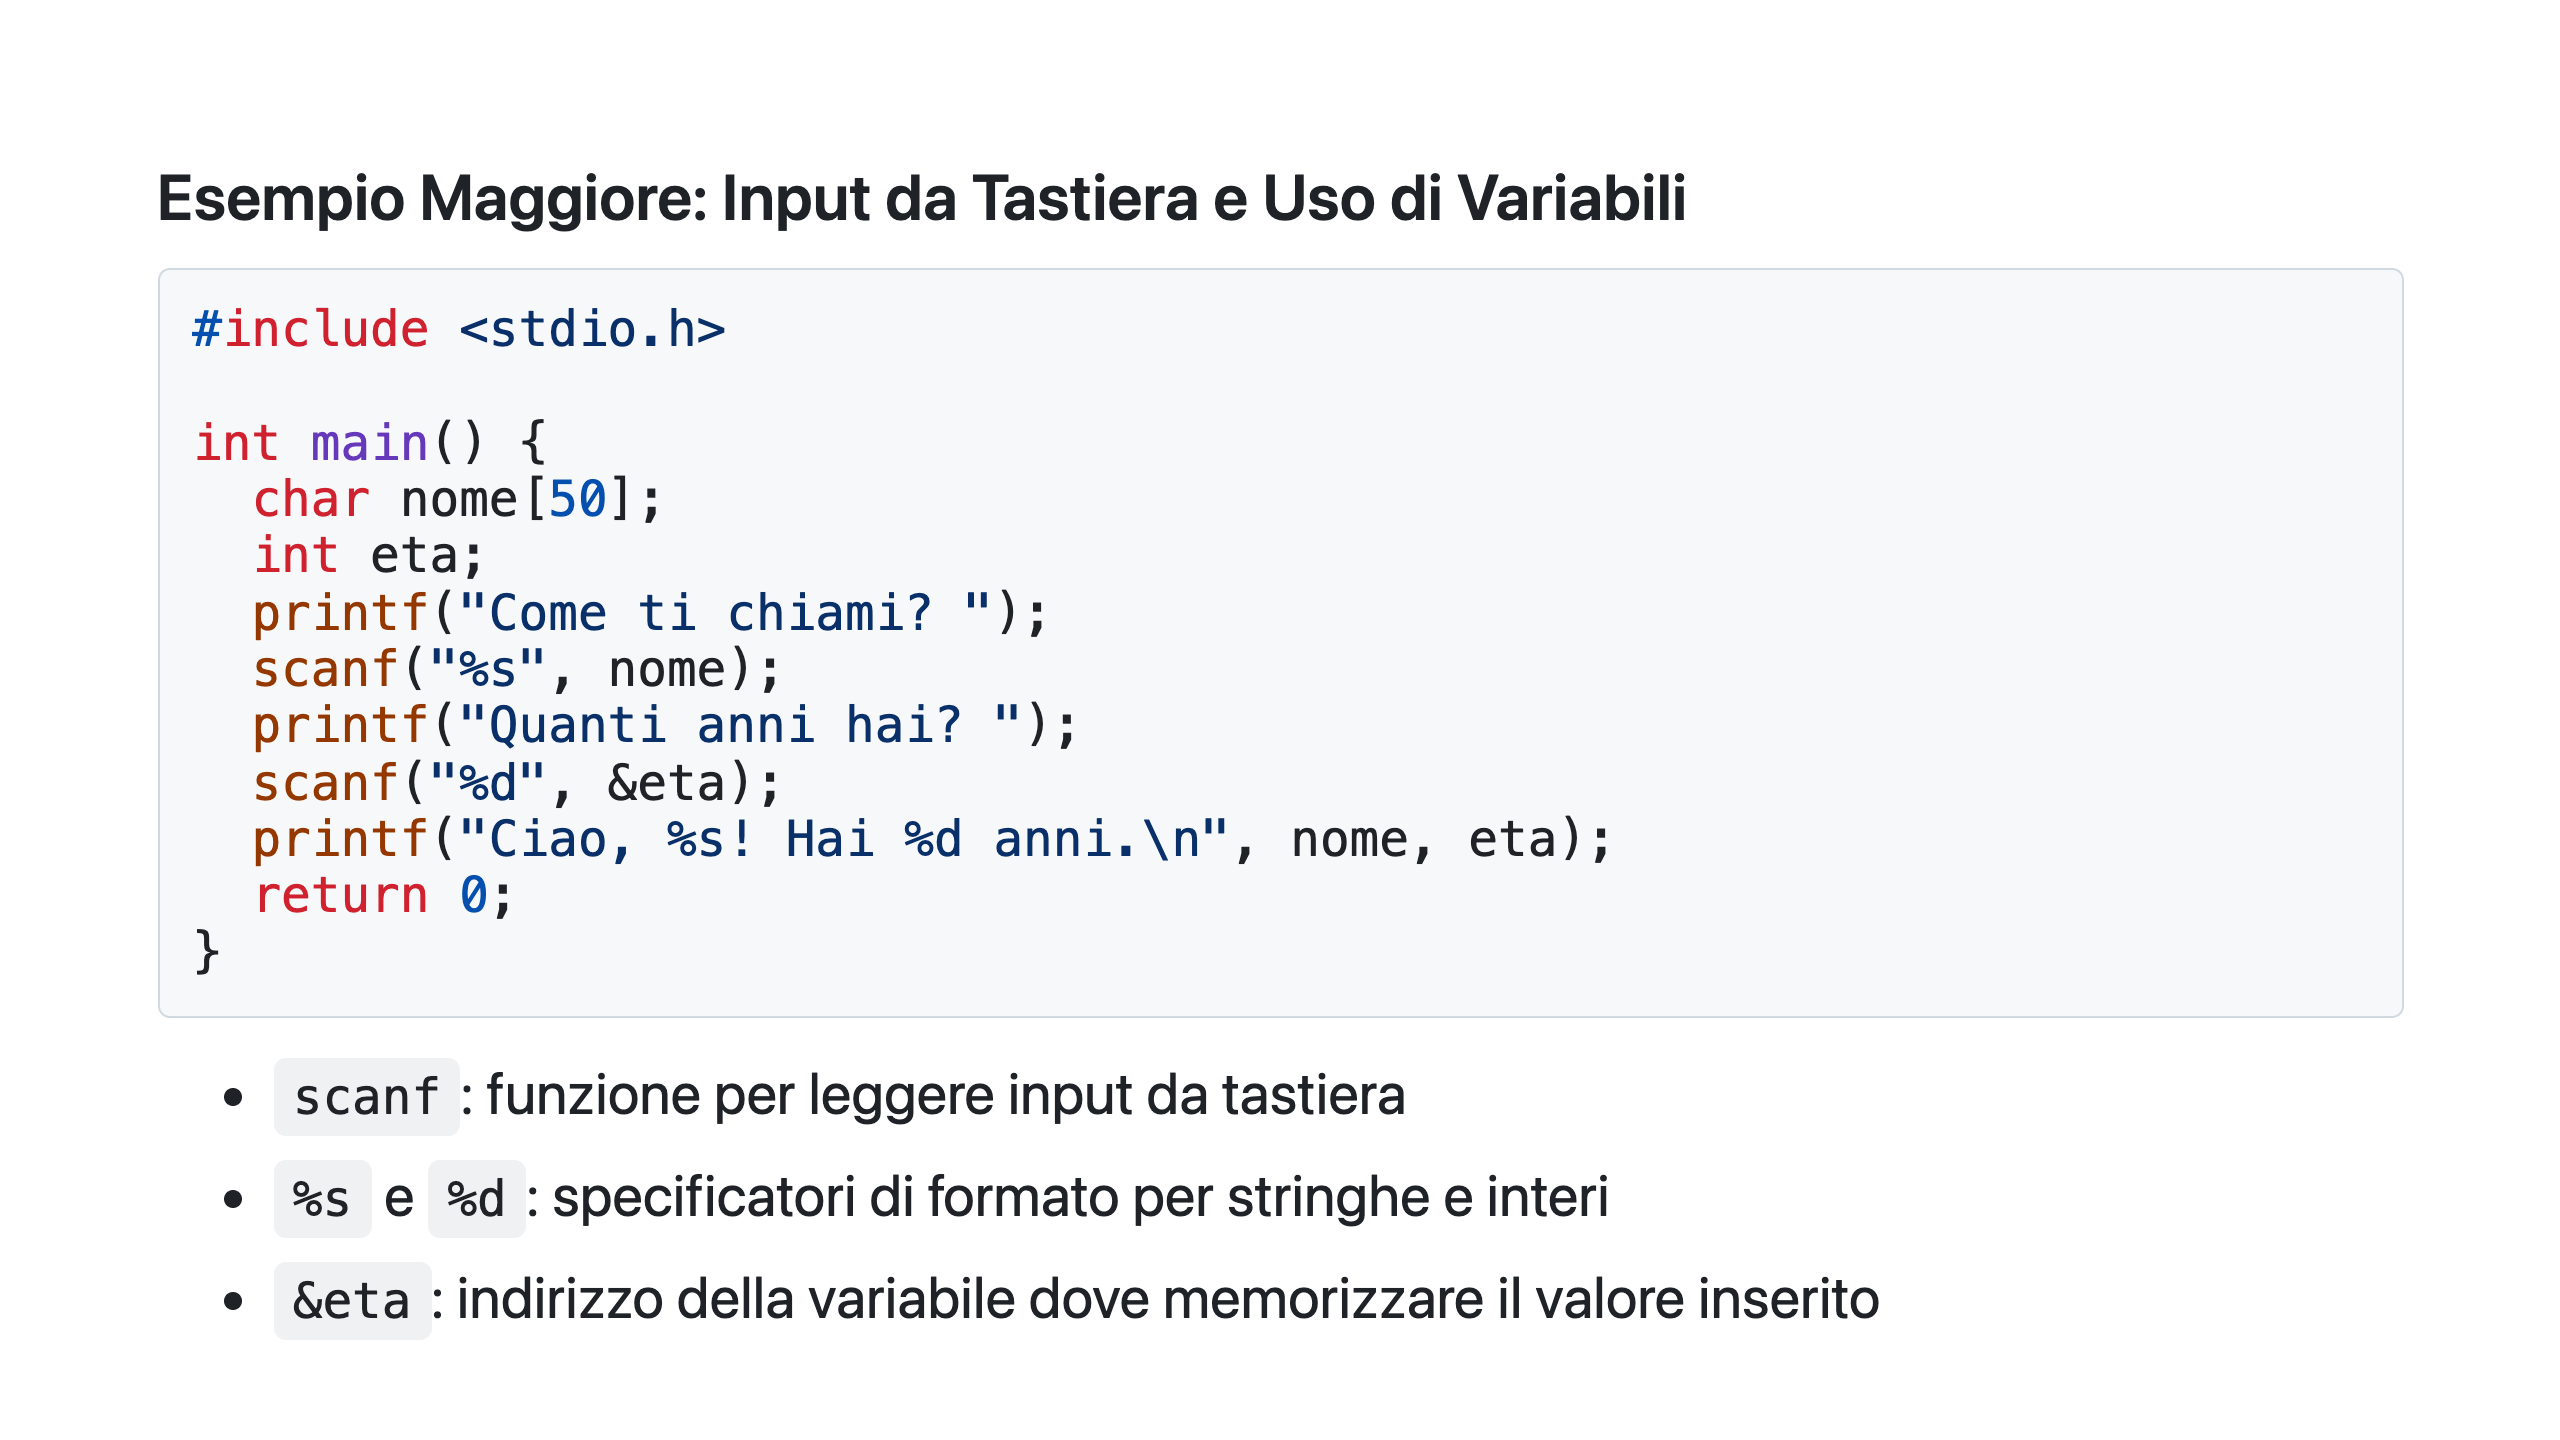 Esempio Maggiore: Input da Tastiera e Uso di Variabili
#include <stdio.h>
int main() {
  char nome[50];
  int eta;
  printf("Come ti chiami? ");
  scanf("%s", nome);
  printf("Quanti anni hai? ");
  scanf("%d", &eta);
  printf("Ciao, %s! Hai %d anni.\n", nome, eta);
  return 0;
}
• scanf: funzione per leggere input da tastiera
• %s e %d: specificatori di formato per stringhe e interi
• &eta: indirizzo della variabile dove memorizzare il valore inserito